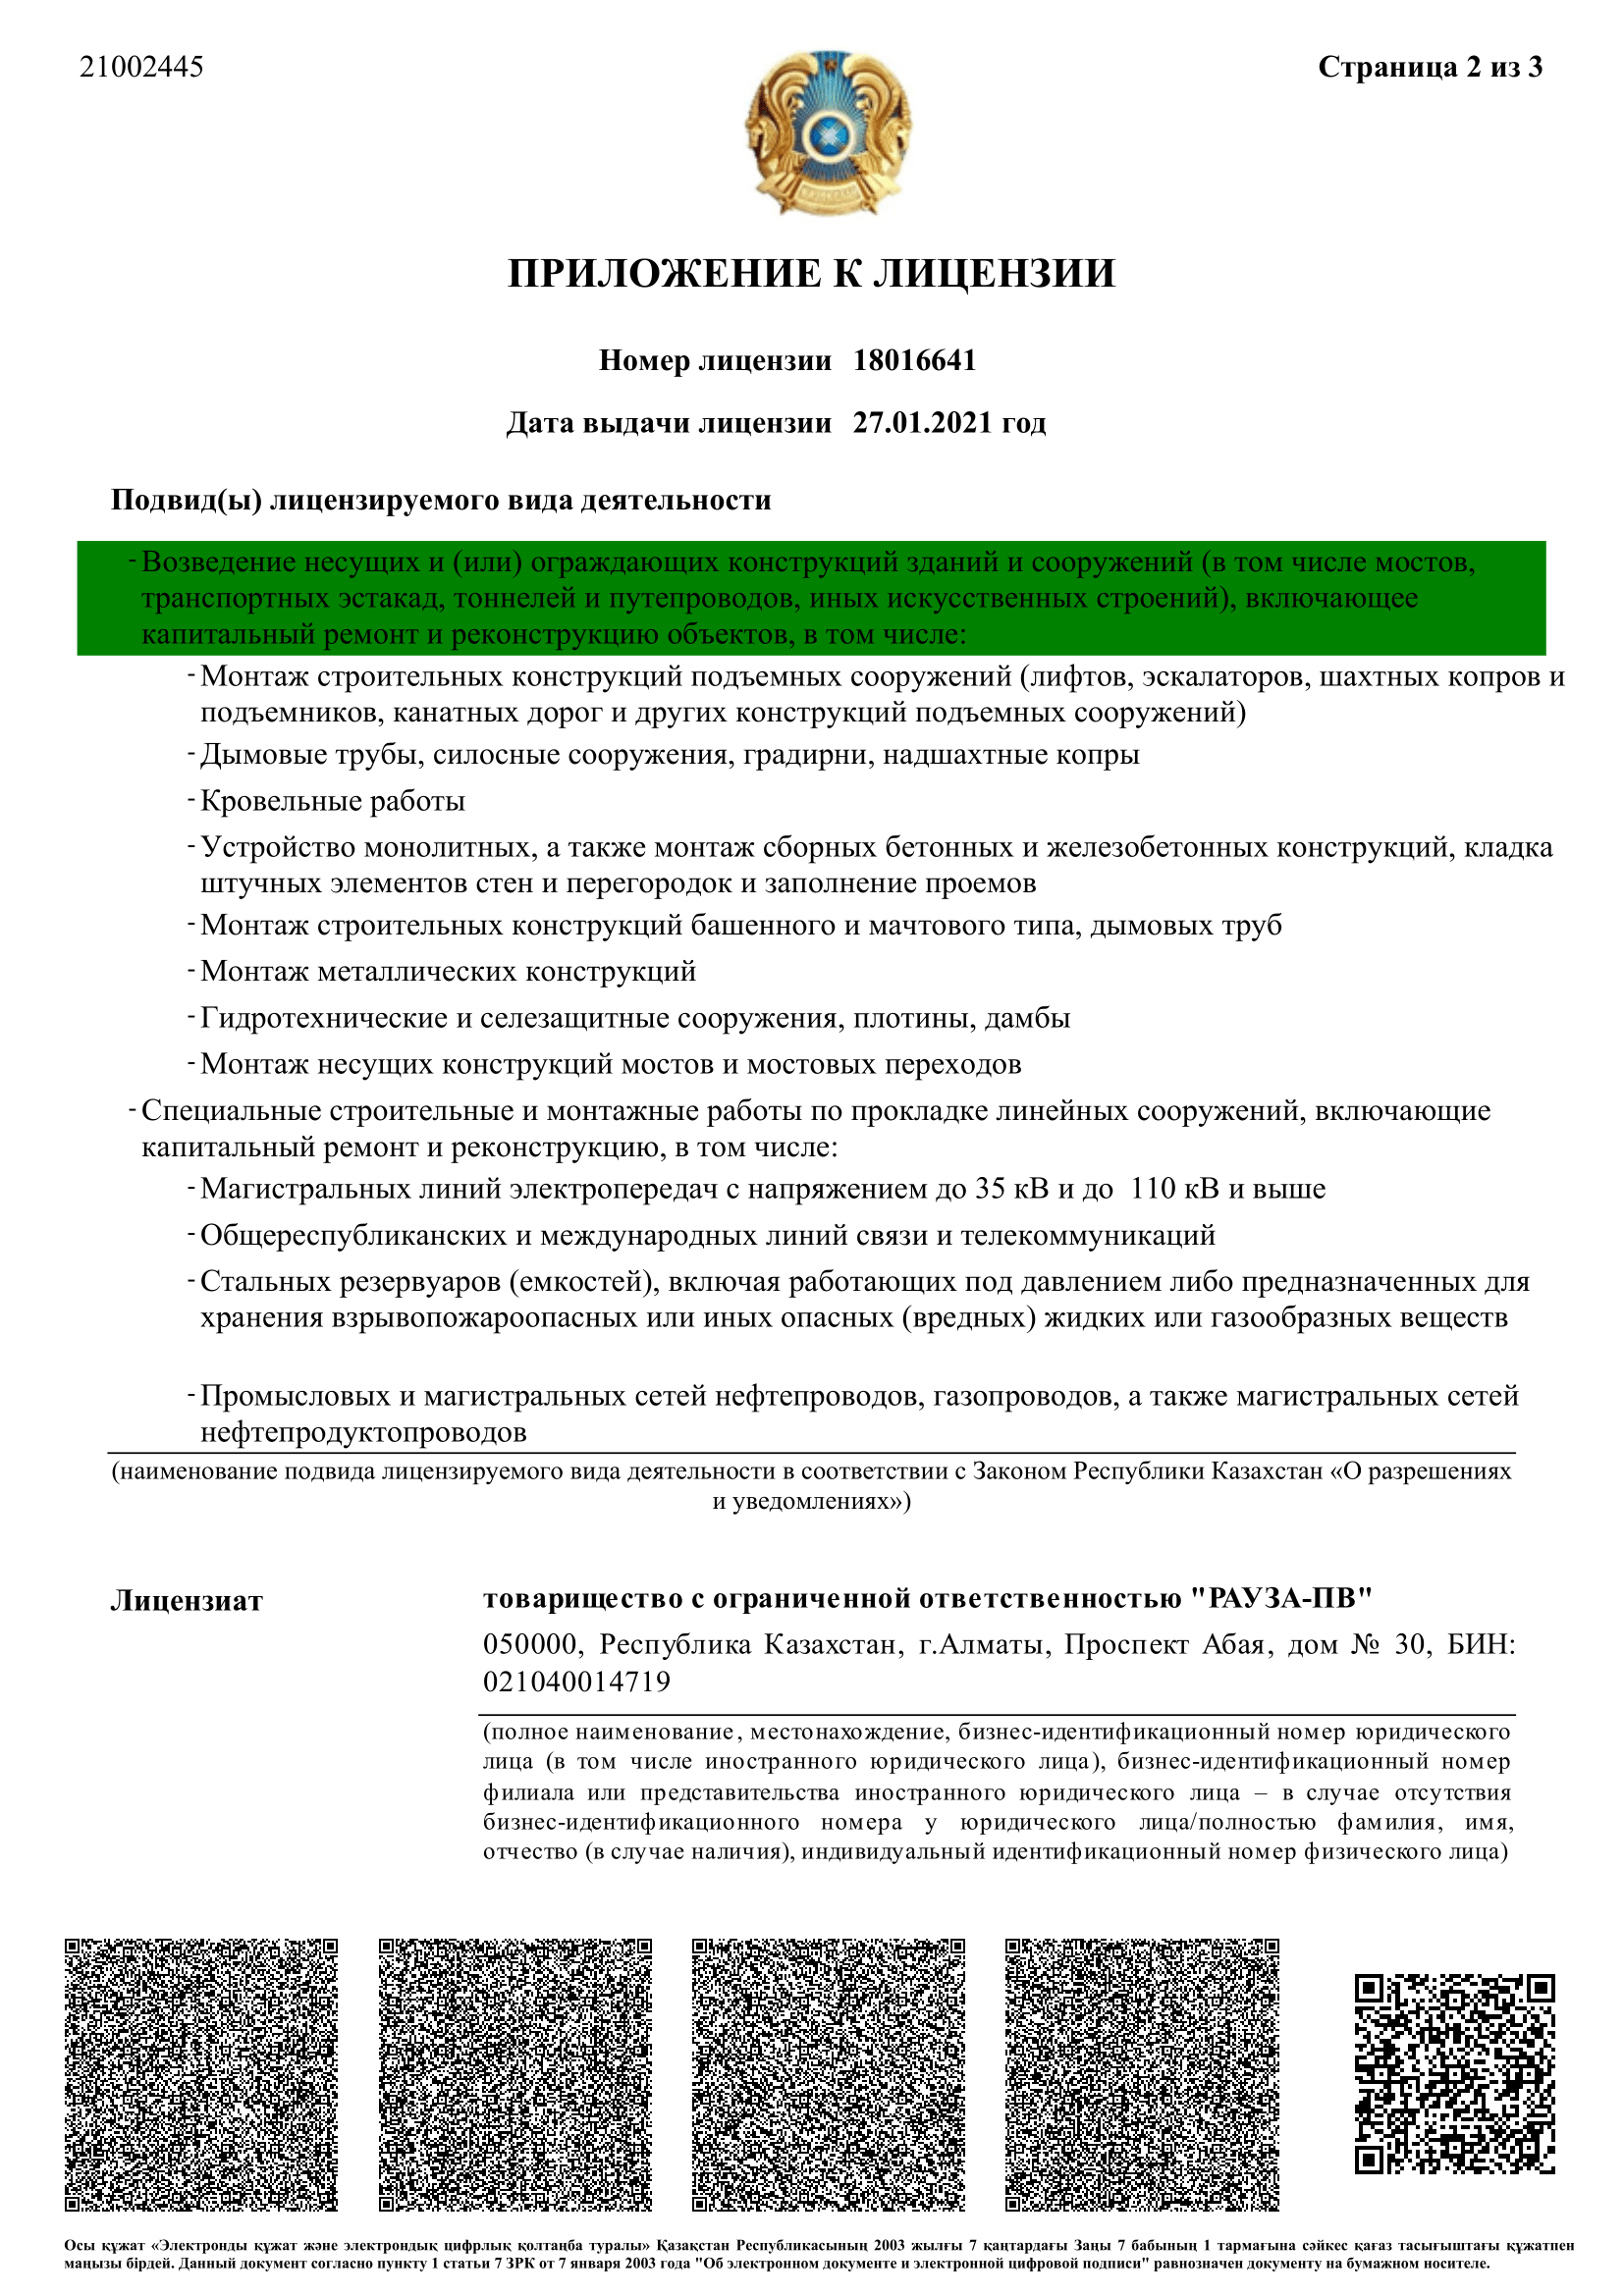 21002445
Страница 2 из 3
ПРИЛОЖЕНИЕ К ЛИЦЕНЗИИ
Номер лицензии 18016641
Дата выдачи лицензии 27.01.2021 год
Подвид(ы) лицензируемого вида деятельности
- Возведение несущих и (или) ограждающих конструкций зданий и сооружений (в том числе мостов,
транспортных эстакад, тоннелей и путепроводов, иных искусственных строений), включающее
капитальный ремонт и реконструкцию объектов, в том числе:
- Монтаж строительных конструкций подъемных сооружений (лифтов, эскалаторов, шахтных копров и
подъемников, канатных дорог и других конструкций подъемных сооружений)
- Дымовые трубы, силосные сооружения, градирни, надшахтные копры
- Кровельные работы
- Устройство монолитных, а также монтаж сборных бетонных и железобетонных конструкций, кладка
штучных элементов стен и перегородок и заполнение проемов
- Монтаж строительных конструкций башенного и мачтового типа, дымовых труб
- Монтаж металлических конструкций
- Гидротехнические и селезащитные сооружения, плотины, дамбы
- Монтаж несущих конструкций мостов и мостовых переходов
- Специальные строительные и монтажные работы по прокладке линейных сооружений, включающие
капитальный ремонт и реконструкцию, в том числе:
- Магистральных линий электропередач с напряжением до 35 кВ и до 110 кВ и выше
- Общереспубликанских и международных линий связи и телекоммуникаций
- Стальных резервуаров (емкостей), включая работающих под давлением либо предназначенных для
хранения взрывопожароопасных или иных опасных (вредных) жидких или газообразных веществ
- Промысловых и магистральных сетей нефтепроводов, газопроводов, а также магистральных сетей
нефтепродуктопроводов
(наименование подвида лицензируемого вида деятельности в соответствии с Законом Республики Казахстан «О разрешениях
и уведомлениях»)
Лицензиат
товарищество с ограниченной ответственностью "РАУЗА-ПВ"
050000, Республика Казахстан, г.Алматы, Проспект Абая, дом № 30, БИН:
021040014719
(полное наименование, местонахождение, бизнес-идентификационный номер юридического
лица (в том числе иностранного юридического лица), бизнес-идентификационный номер
филиала или представительства иностранного юридического лица – в случае отсутствия
бизнес-идентификационного номера у юридического лица/полностью фамилия, имя,
отчество (в случае наличия), индивидуальный идентификационный номер физического лица)
Осы құжат «Электронды құжат және электрондық цифрлық қолтаңба туралы» Қазақстан Республикасының 2003 жылғы 7 қаңтардағы Заңы 7 бабының 1 тармағына сәйкес қағаз тасығыштағы құжатпен
маңызы бірдей. Данный документ согласно пункту 1 статьи 7 ЗРК от 7 января 2003 года "Об электронном документе и электронной цифровой подписи" равнозначен документу на бумажном носителе.